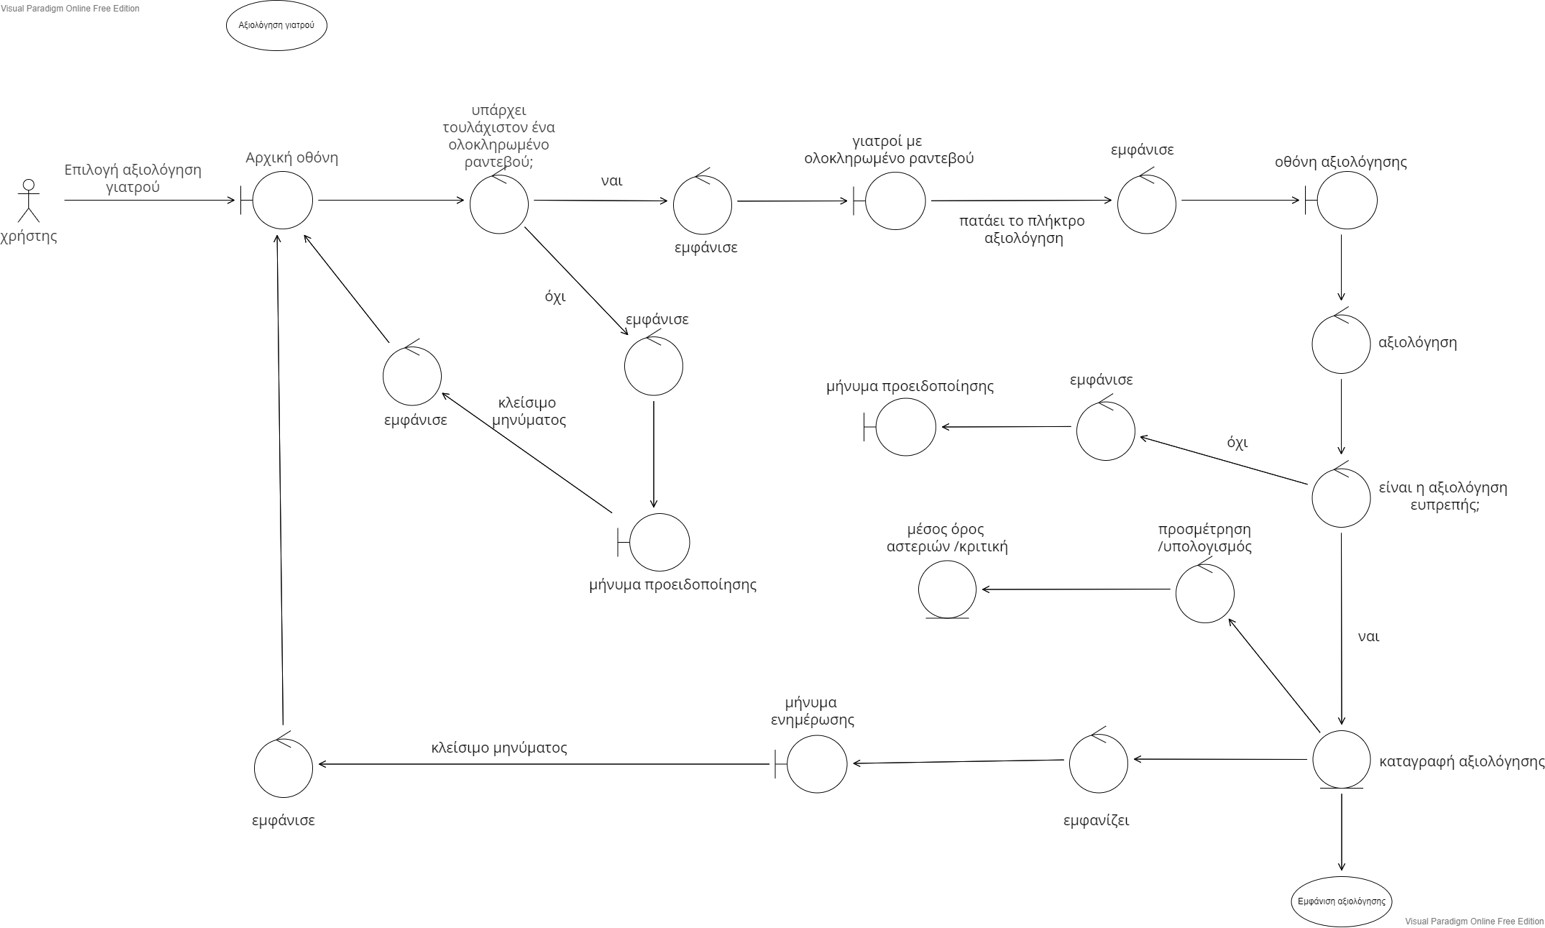 Visual Paradigm Online Free Edition
Αξιολόγηση γιατρού
υπάρχει
τουλάχιστον ένα
ολοκληρωμένο
ραντεβού;
Επιλογή αξιολόγηση
γιατρού
Αρχική οθόνη
ναι
γιατροί με
ολοκληρωμένο ραντεβού
εμφάνισε
οθόνη αξιολόγησης
χρήστης
εμφάνισε
πατάει το πλήκτρο
αξιολόγηση
όχι
εμφάνισε
αξιολόγηση
εμφάνισε
κλείσιμο
μηνύματος
μήνυμα προειδοποίησης
εμφάνισε
όχι
είναι η αξιολόγηση
ευπρεπής;
μήνυμα προειδοποίησης
μέσος όρος
αστεριών /κριτική
προσμέτρηση
/υπολογισμός
ναι
μήνυμα
ενημέρωσης
κλείσιμο μηνύματος
καταγραφή αξιολόγησης
εμφάνισε
εμφανίζει
Εμφάνιση αξιολόγησης
Visual Paradigm Online Free Edition